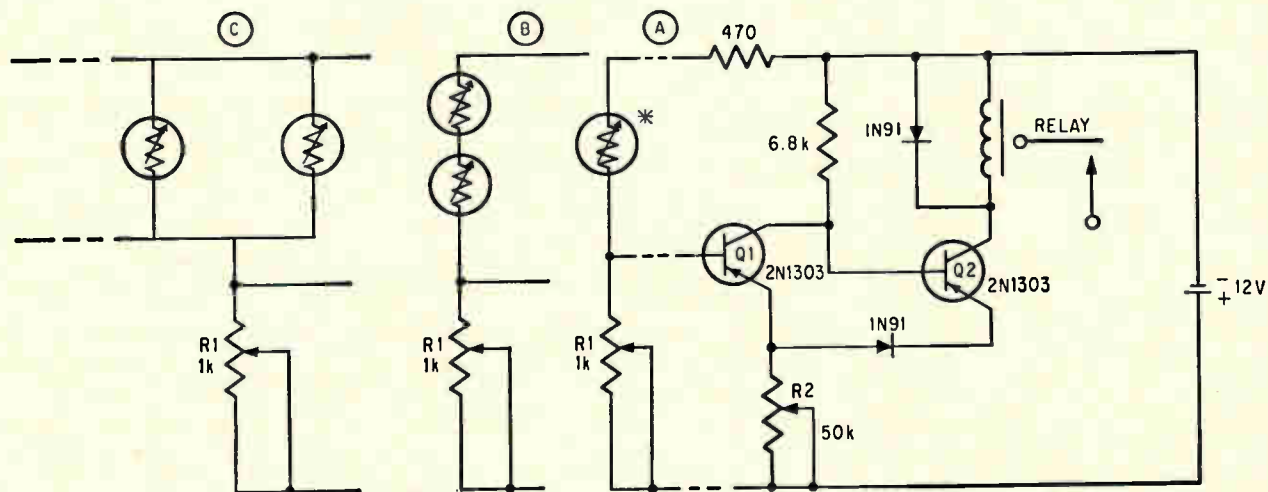 C
B
A
470
*
6.8k
1N91
RELAY
Q1
2N1303
Q2
2N1303
- 12V
+
1N91
R1
1k
R1
1k
R1
1k
R2
50k